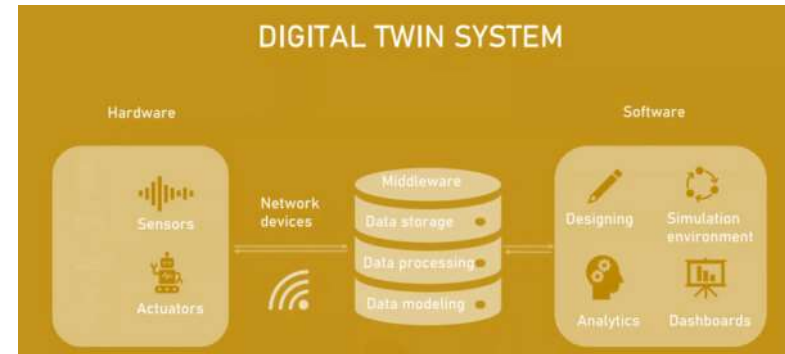 DIGITAL TWIN SYSTEM
Hardware
Software
Sensors
Actuators
Network
devices
Middleware
Data storage
Data processing
Data modeling
Designing
Simulation
environment
Analytics
Dashboards